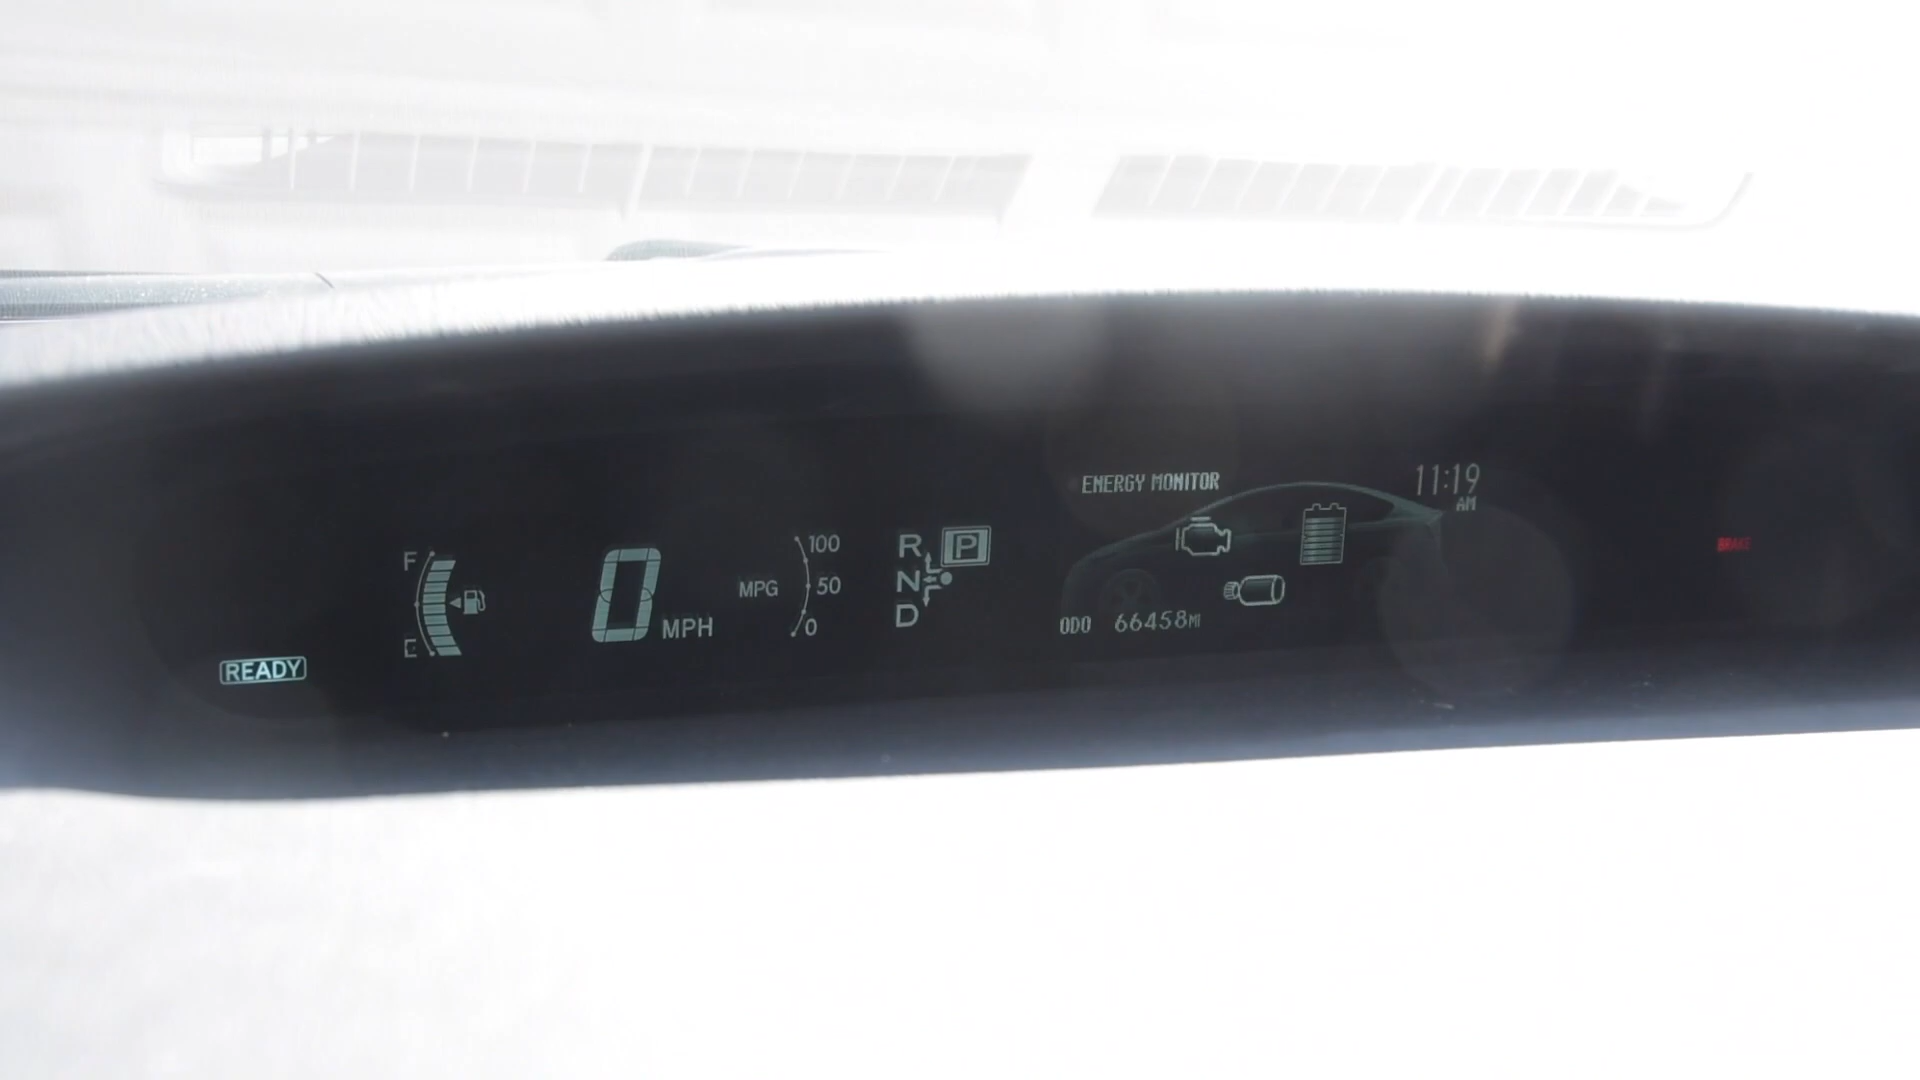 ENERGY MONITOR
11:19
AM
F
E
0 MPH
MPG
100
50
0
R
P
N
D
ODO 66458MI
READY
BRAKE